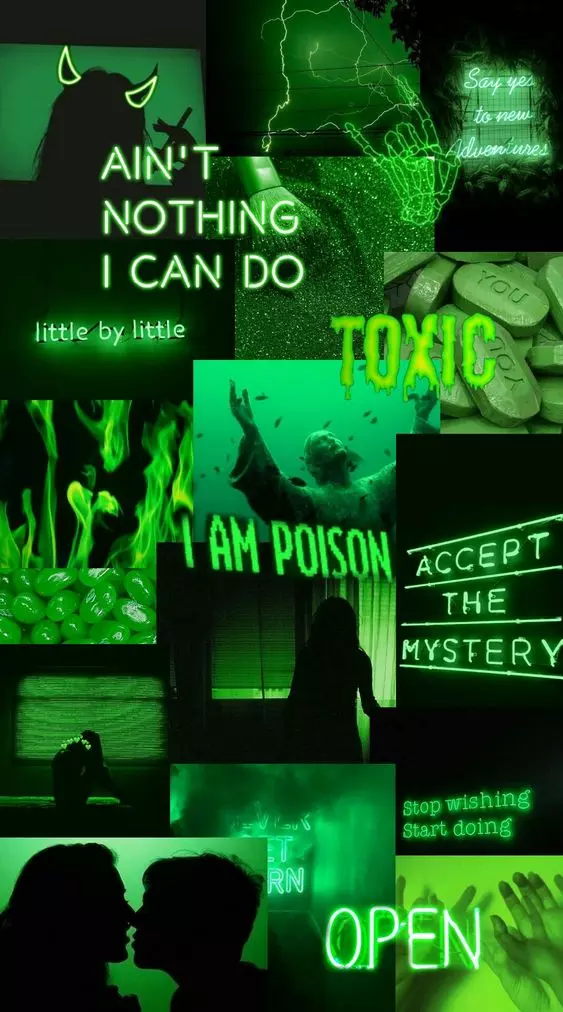 Say yes
to new
Adventures
AIN'T
NOTHING
I CAN DO
YOU
little by little
TOXIC
YOU
I AM POISON
ACCEPT
THE
MYSTERY
Stop wishing
Start doing
OPEN